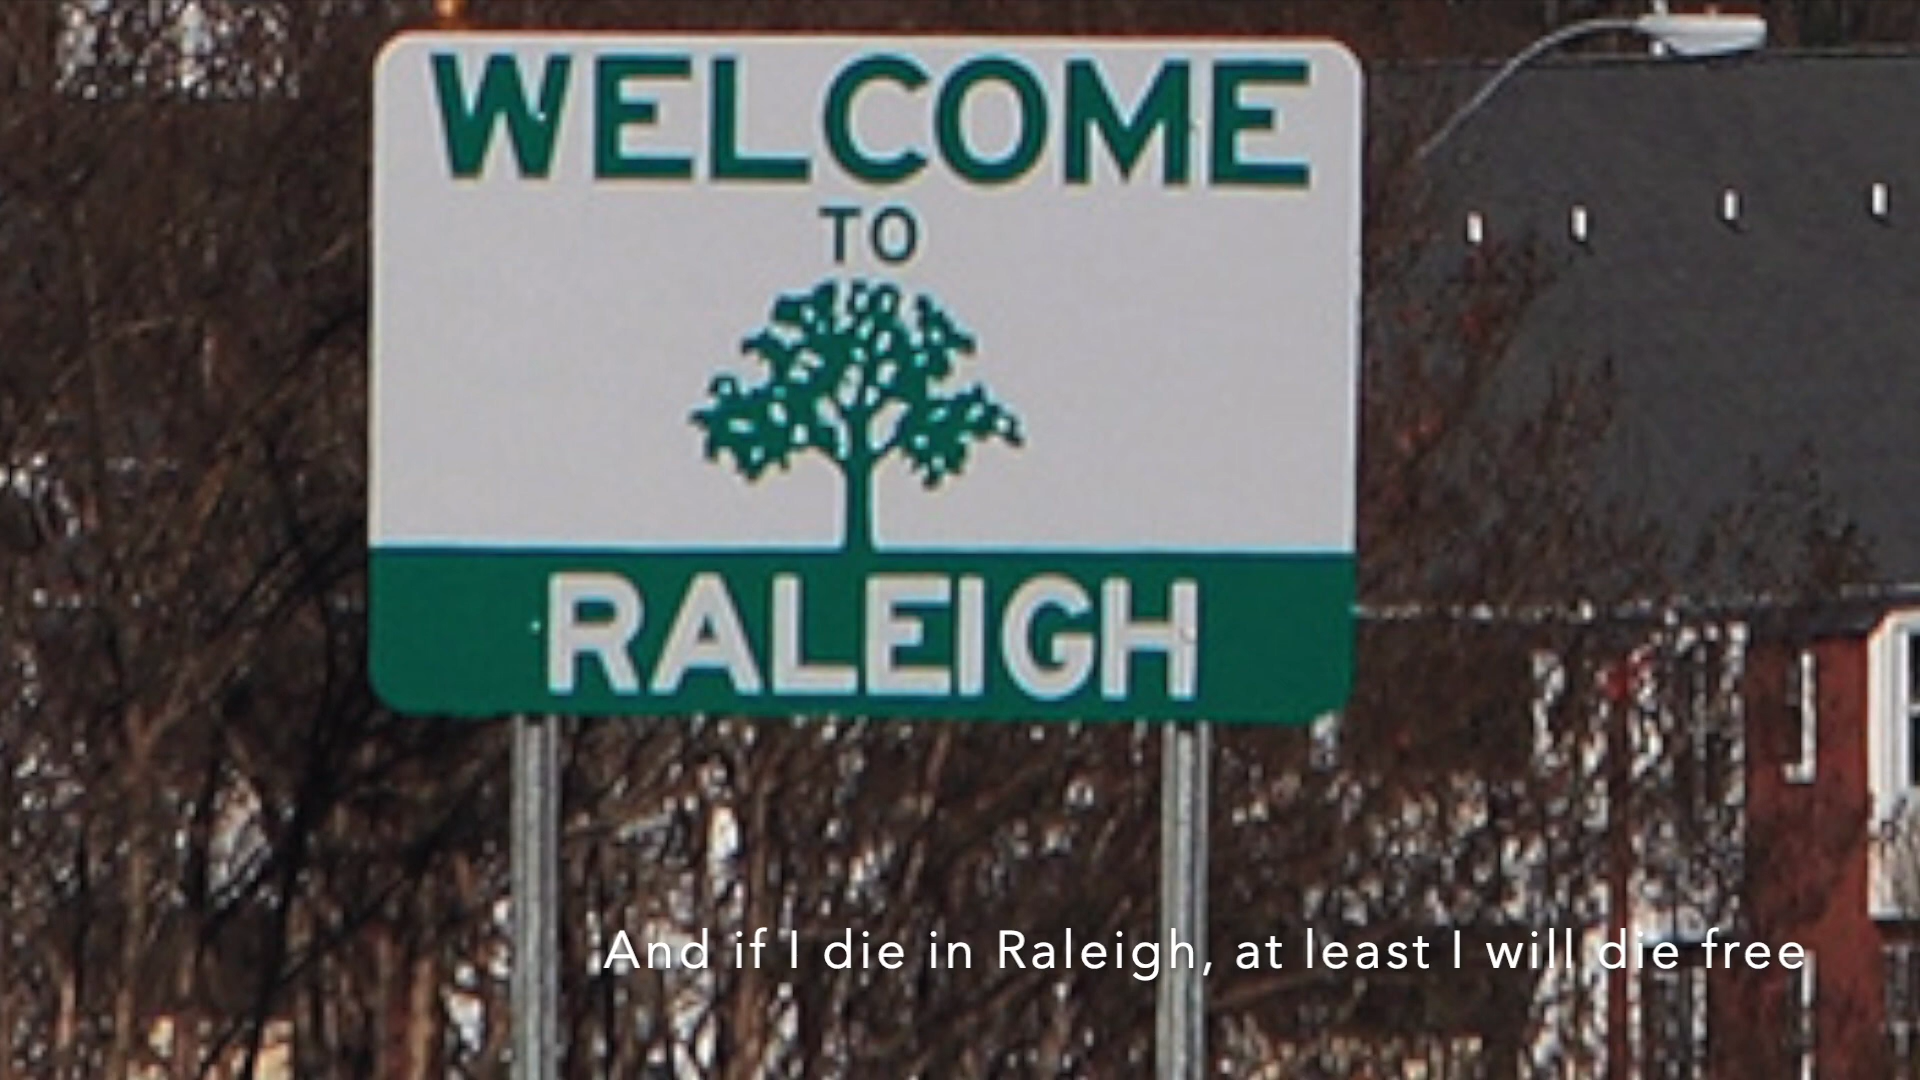 WELCOME
TO
RALEIGH
And if I die in Raleigh, at least I will die free